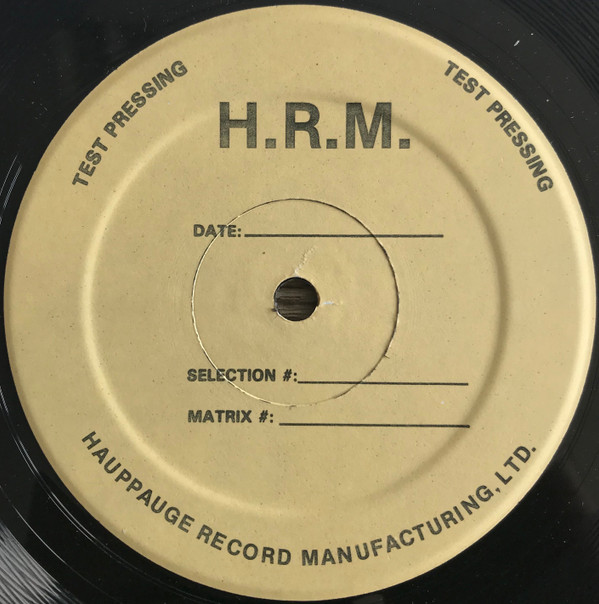 TEST PRESSING
TEST PRESSING
H.R.M.
DATE:
SELECTION #:
MATRIX #:
HAUPPAUGE RECORD MANUFACTURING, LTD.